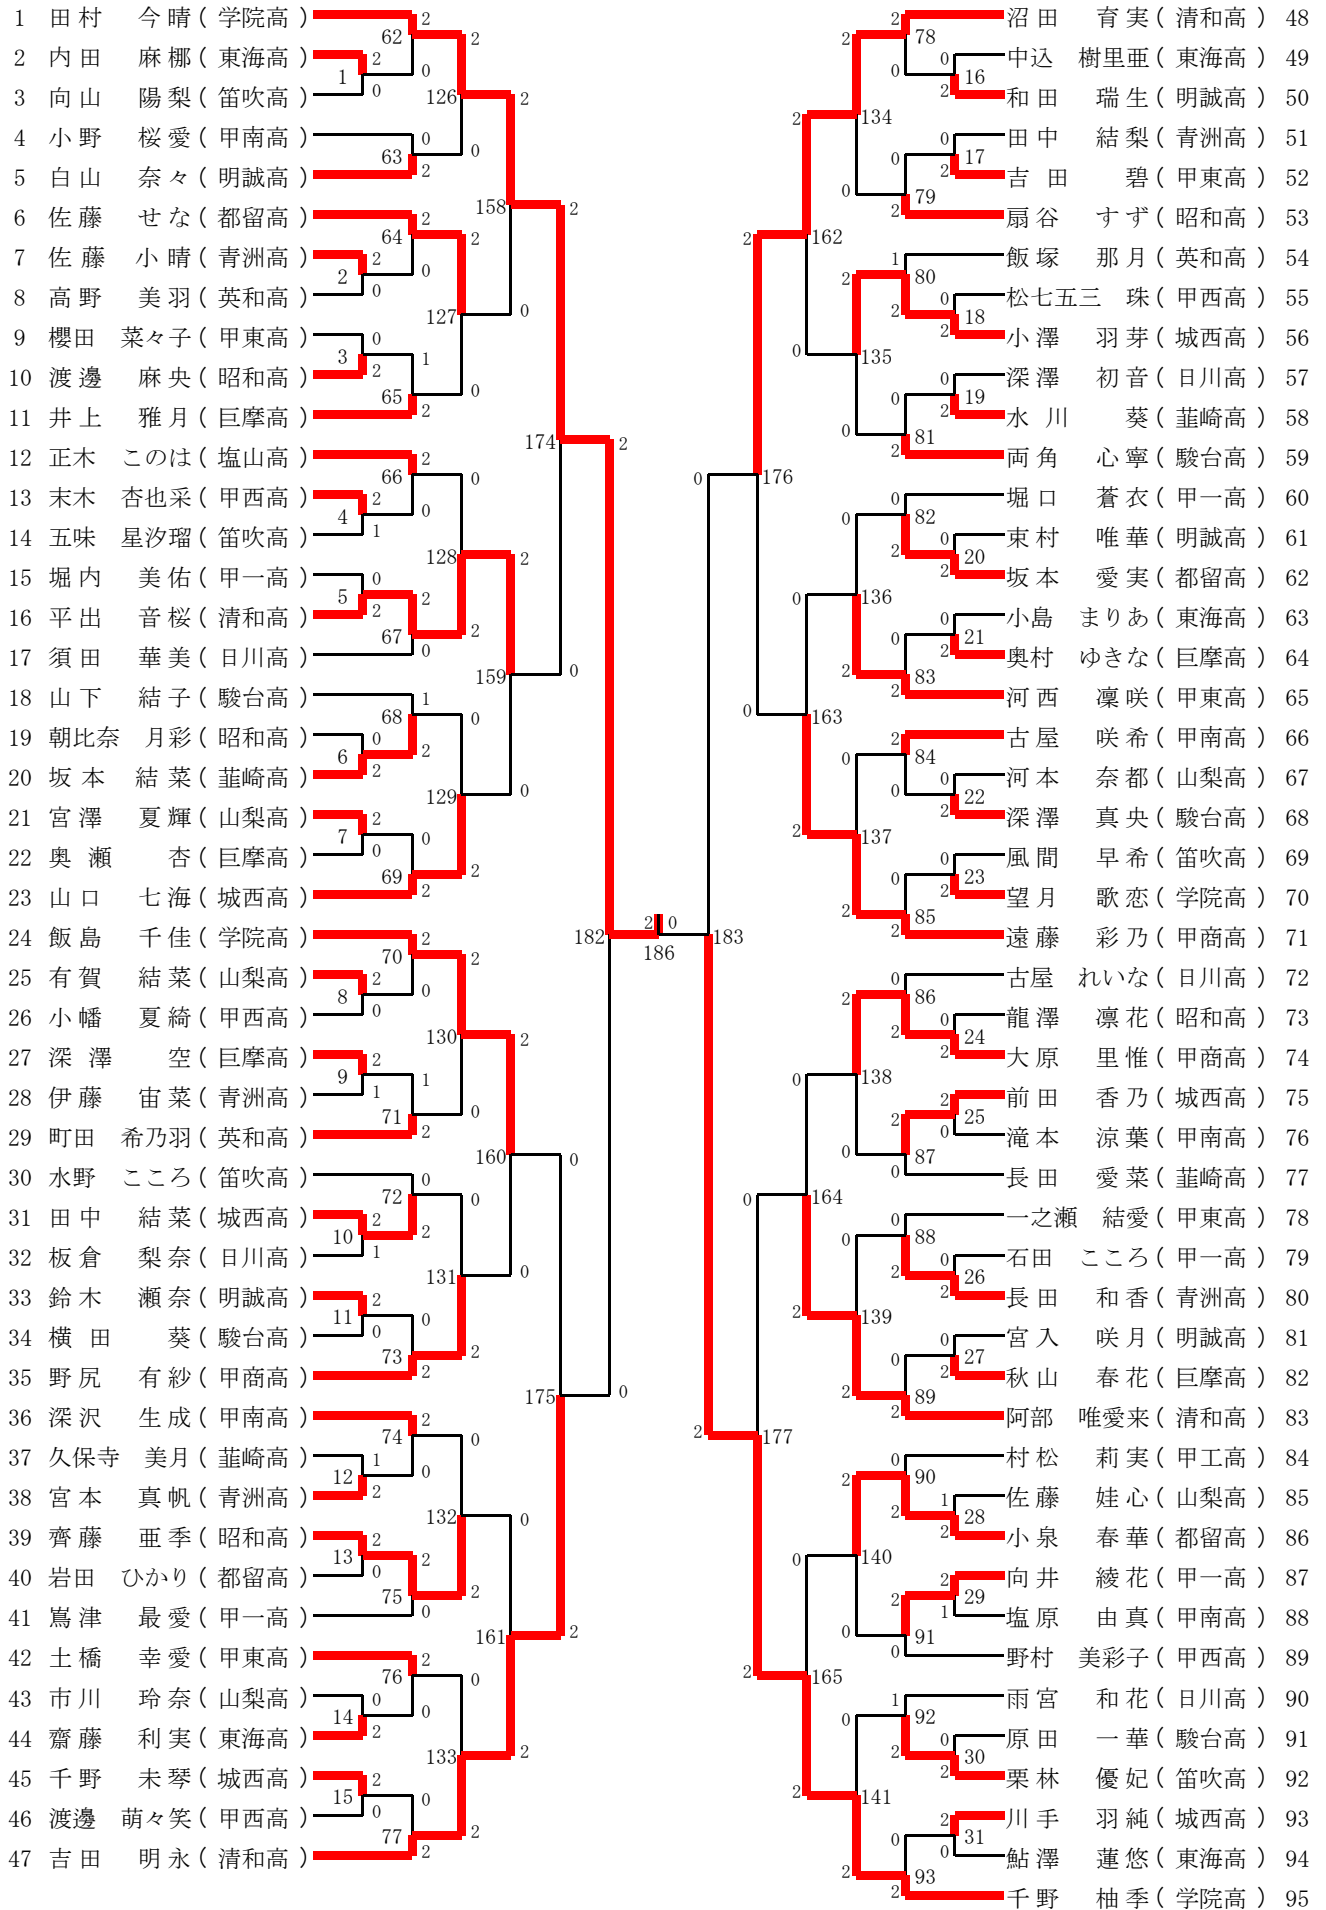 1 田村 今晴 ( 学院高 )
2 内田 麻梛 ( 東海高 )
3 向山 陽梨 ( 笛吹高 )
4 小野 桜愛 ( 甲南高 )
5 白山 奈々 ( 明誠高 )
6 佐藤 せな ( 都留高 )
7 佐藤 小晴 ( 青洲高 )
8 高野 美羽 ( 英和高 )
9 櫻田 菜々子 ( 甲東高 )
10 渡邊 麻央 ( 昭和高 )
11 井上 雅月 ( 巨摩高 )
12 正木 このは ( 塩山高 )
13 末木 杏也采 ( 甲西高 )
14 五味 星汐瑠 ( 笛吹高 )
15 堀内 美佑 ( 甲一高 )
16 平出 音桜 ( 清和高 )
17 須田 華美 ( 日川高 )
18 山下 結子 ( 駿台高 )
19 朝比奈 月彩 ( 昭和高 )
20 坂本 結菜 ( 韮崎高 )
21 宮澤 夏輝 ( 山梨高 )
22 奥瀬 杏 ( 巨摩高 )
23 山口 七海 ( 城西高 )
24 飯島 千佳 ( 学院高 )
25 有賀 結菜 ( 山梨高 )
26 小幡 夏綺 ( 甲西高 )
27 深澤 空 ( 巨摩高 )
28 伊藤 宙菜 ( 青洲高 )
29 町田 希乃羽 ( 英和高 )
30 水野 こころ ( 笛吹高 )
31 田中 結菜 ( 城西高 )
32 板倉 梨奈 ( 日川高 )
33 鈴木 瀬奈 ( 明誠高 )
34 横田 葵 ( 駿台高 )
35 野尻 有紗 ( 甲商高 )
36 深沢 生成 ( 甲南高 )
37 久保寺 美月 ( 韮崎高 )
38 宮本 真帆 ( 青洲高 )
39 齊藤 亜季 ( 昭和高 )
40 岩田 ひかり ( 都留高 )
41 嶌津 最愛 ( 甲一高 )
42 土橋 幸愛 ( 甲東高 )
43 市川 玲奈 ( 山梨高 )
44 齋藤 利実 ( 東海高 )
45 千野 未琴 ( 城西高 )
46 渡邊 萌々笑 ( 甲西高 )
47 吉田 明永 ( 清和高 )
沼田 育実 ( 清和高 ) 48
中込 樹里亜 ( 東海高 ) 49
和田 瑞生 ( 明誠高 ) 50
田中 結梨 ( 青洲高 ) 51
吉田 碧 ( 甲東高 ) 52
扇谷 すず ( 昭和高 ) 53
飯塚 那月 ( 英和高 ) 54
松七五三 珠 ( 甲西高 ) 55
小澤 羽芽 ( 城西高 ) 56
深澤 初音 ( 日川高 ) 57
水川 葵 ( 韮崎高 ) 58
両角 心寧 ( 駿台高 ) 59
堀口 蒼衣 ( 甲一高 ) 60
東村 唯華 ( 明誠高 ) 61
坂本 愛実 ( 都留高 ) 62
小島 まりあ ( 東海高 ) 63
奥村 ゆきな ( 巨摩高 ) 64
河西 凜咲 ( 甲東高 ) 65
古屋 咲希 ( 甲南高 ) 66
河本 奈都 ( 山梨高 ) 67
深澤 真央 ( 駿台高 ) 68
風間 早希 ( 笛吹高 ) 69
望月 歌恋 ( 学院高 ) 70
遠藤 彩乃 ( 甲商高 ) 71
古屋 れいな ( 日川高 ) 72
龍澤 凛花 ( 昭和高 ) 73
大原 里惟 ( 甲商高 ) 74
前田 香乃 ( 城西高 ) 75
滝本 涼葉 ( 甲南高 ) 76
長田 愛菜 ( 韮崎高 ) 77
一之瀬 結愛 ( 甲東高 ) 78
石田 こころ ( 甲一高 ) 79
長田 和香 ( 青洲高 ) 80
宮入 咲月 ( 明誠高 ) 81
秋山 春花 ( 巨摩高 ) 82
阿部 唯愛来 ( 清和高 ) 83
村松 莉実 ( 甲工高 ) 84
佐藤 娃心 ( 山梨高 ) 85
小泉 春華 ( 都留高 ) 86
向井 綾花 ( 甲一高 ) 87
塩原 由真 ( 甲南高 ) 88
野村 美彩子 ( 甲西高 ) 89
雨宮 和花 ( 日川高 ) 90
原田 一華 ( 駿台高 ) 91
栗林 優妃 ( 笛吹高 ) 92
川手 羽純 ( 城西高 ) 93
鮎澤 蓮悠 ( 東海高 ) 94
千野 柚季 ( 学院高 ) 95
2 0
182 183
186